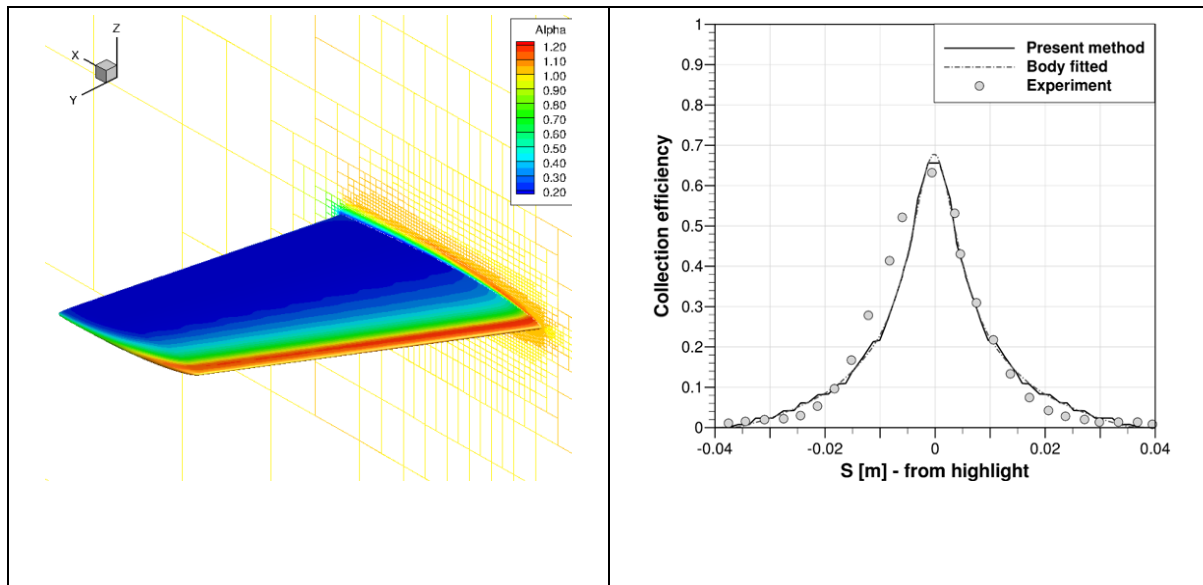 Alpha
1.20
1.10
1.00
0.90
0.80
0.70
0.60
0.50
0.40
0.30
0.20
Z
X
Y
1
0.9
0.8
0.7
0.6
0.5
0.4
0.3
0.2
0.1
0
Collection efficiency
Present method
Body fitted
Experiment
-0.04 -0.02 0 0.02 0.04
S [m] - from highlight